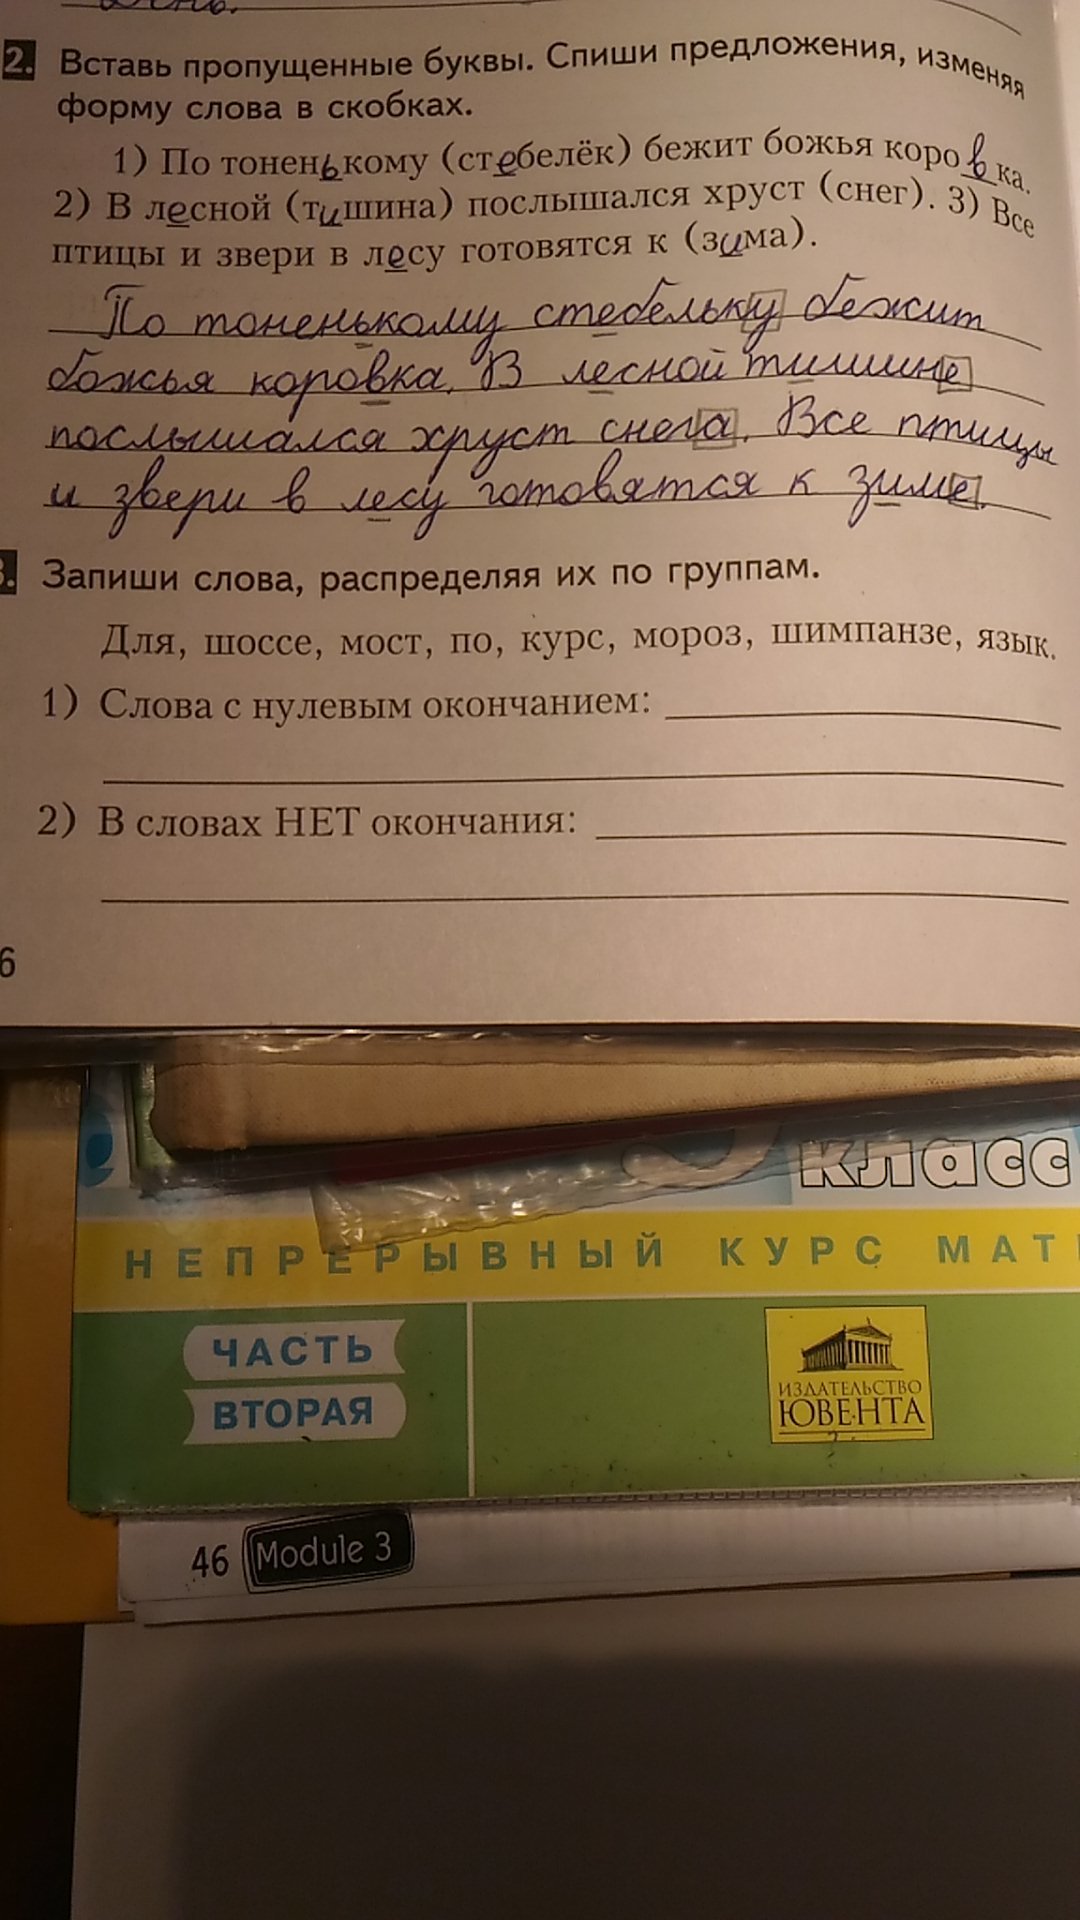 2. Вставь пропущенные буквы. Спиши предложения, изменяя
форму слова в скобках.
1) По тоненькому (стебелёк) бежит божья коровка.
2) В лесной (тишина) послышался хруст (снег). 3) Все
птицы и звери в лесу готовятся к (зима).
По тоненькому стебельку бежит
божья коровка. В лесной тишине
послышался хруст снега. Все птицы
и звери в лесу готовятся к зиме.
3. Запиши слова, распределяя их по группам.
Для, шоссе, мост, по, курс, мороз, шимпанзе, язык.
1) Слова с нулевым окончанием:
2) В словах НЕТ окончания:
6
класс
НЕПРЕРЫВНЫЙ КУРС МАТ
ЧАСТЬ
ВТОРАЯ
ИЗДАТЕЛЬСТВО
ЮВЕНТА
46 Module 3